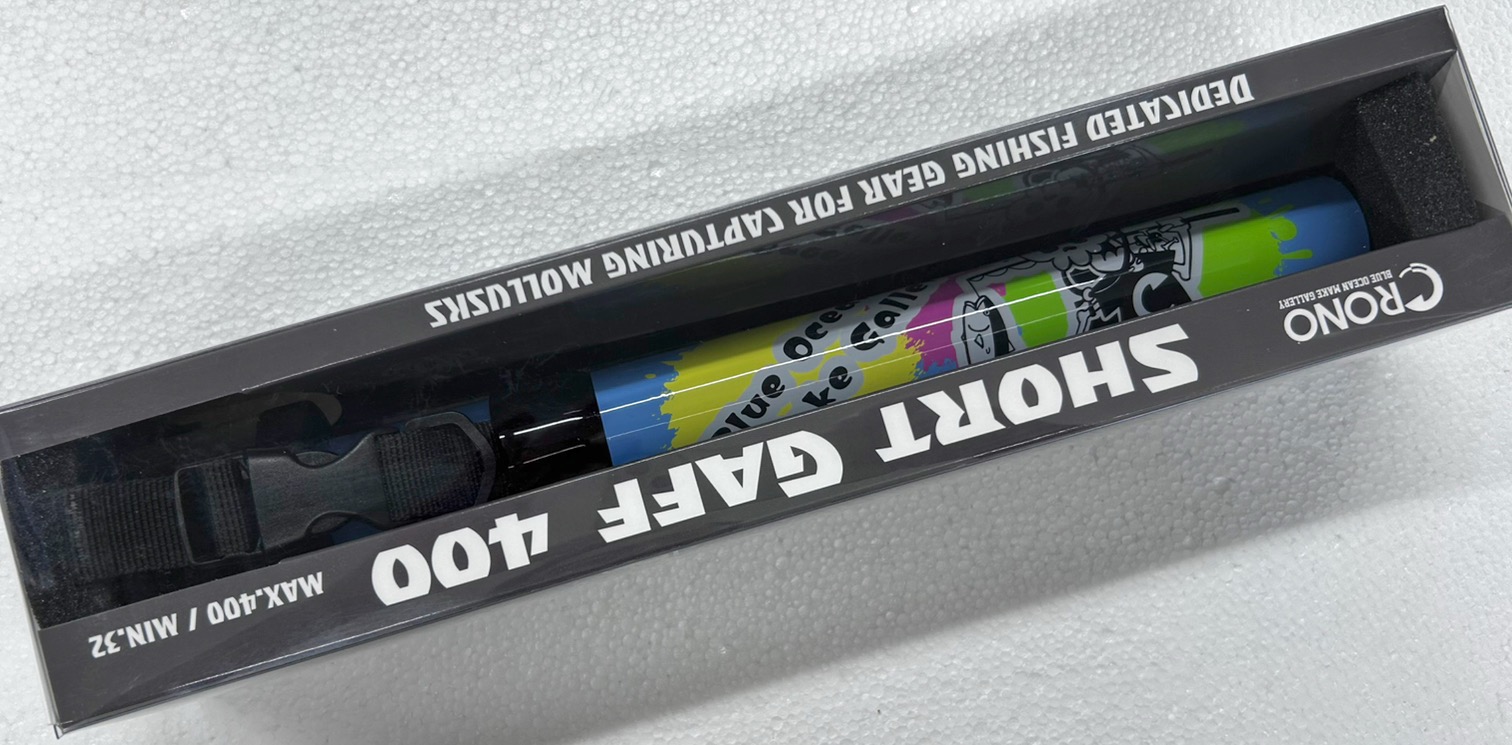 CRONO
BLUE OCEAN MAKE GALLERY
SHORT GAFF 400
MAX.400 / MIN.32
DEDICATED FISHING GEAR FOR CAPTURING MOLLUSKS